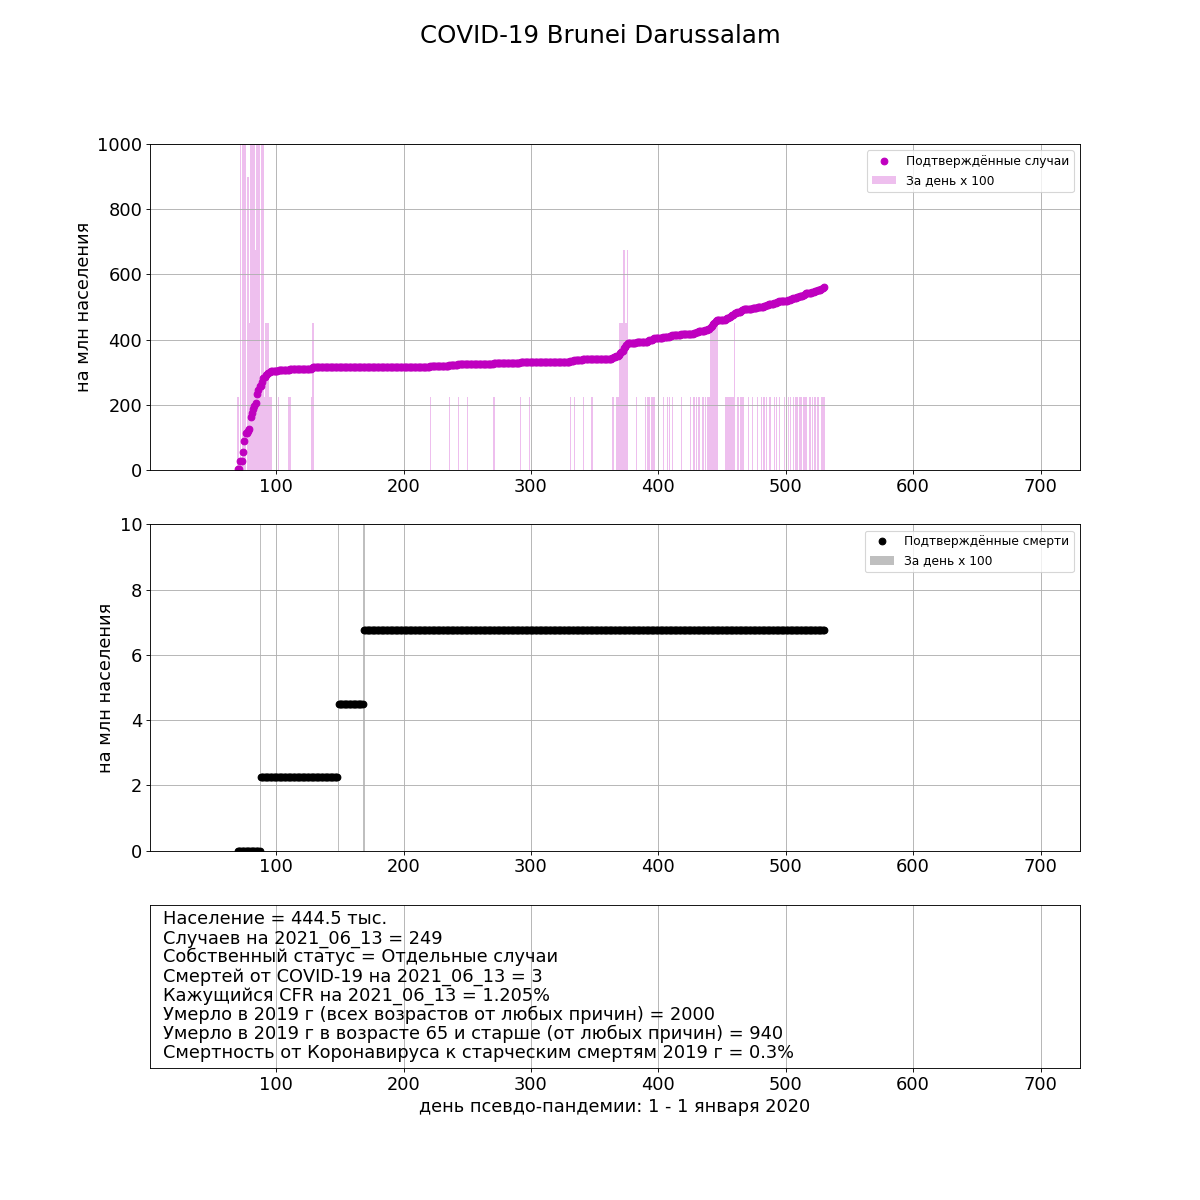 COVID-19 Brunei Darussalam
1000
800
600
400
200
0
на млн населения
Подтверждённые случаи
За день x 100
100 200 300 400 500 600 700
10
8
6
4
2
0
на млн населения
Подтверждённые смерти
За день x 100
100 200 300 400 500 600 700
Население = 444.5 тыс.
Случаев на 2021_06_13 = 249
Собственный статус = Отдельные случаи
Смертей от COVID-19 на 2021_06_13 = 3
Кажущийся CFR на 2021_06_13 = 1.205%
Умерло в 2019 г (всех возрастов от любых причин) = 2000
Умерло в 2019 г в возрасте 65 и старше (от любых причин) = 940
Смертность от Коронавируса к старческим смертям 2019 г = 0.3%
100 200 300 400 500 600 700
день псевдо-пандемии: 1 - 1 января 2020